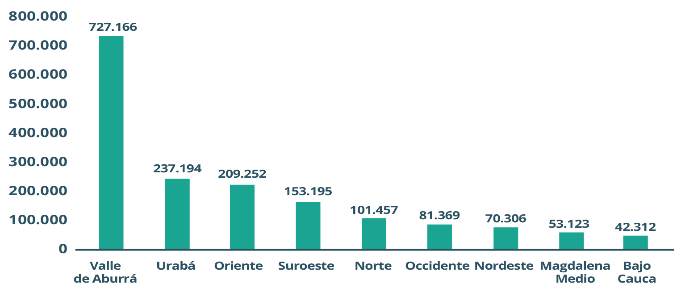 800.000
700.000
600.000
500.000
400.000
300.000
200.000
100.000
0
727.166
237.194
209.252
153.195
101.457
81.369
70.306
53.123
42.312
Valle
de Aburrá
Urabá
Oriente
Suroeste
Norte
Occidente
Nordeste
Magdalena
Medio
Bajo
Cauca